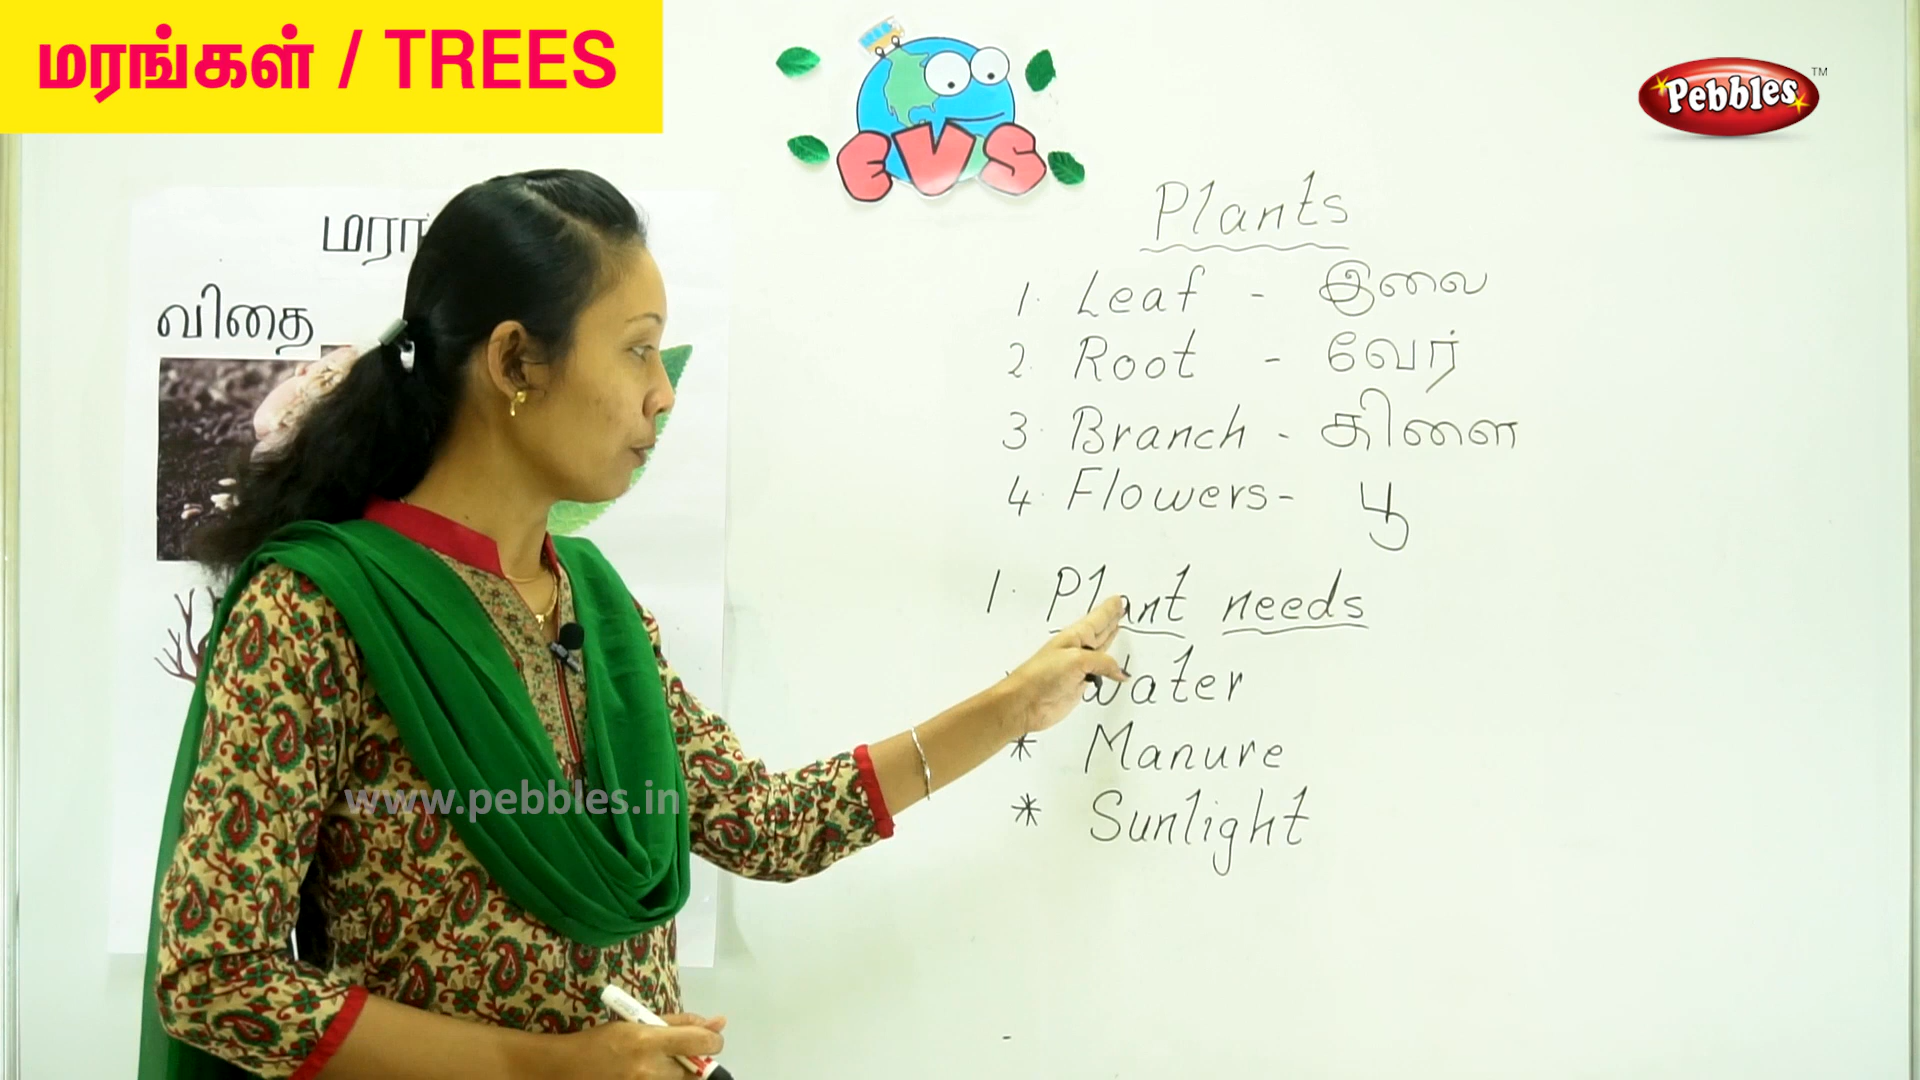 மரங்கள் / TREES
Pebbles TM
EVS
விதை
Plants
1. Leaf - இலை
2. Root - வேர்
3. Branch - கிளை
4. Flowers - பூ
1. Plant needs
Water
* Manure
* Sunlight
www.pebbles.in